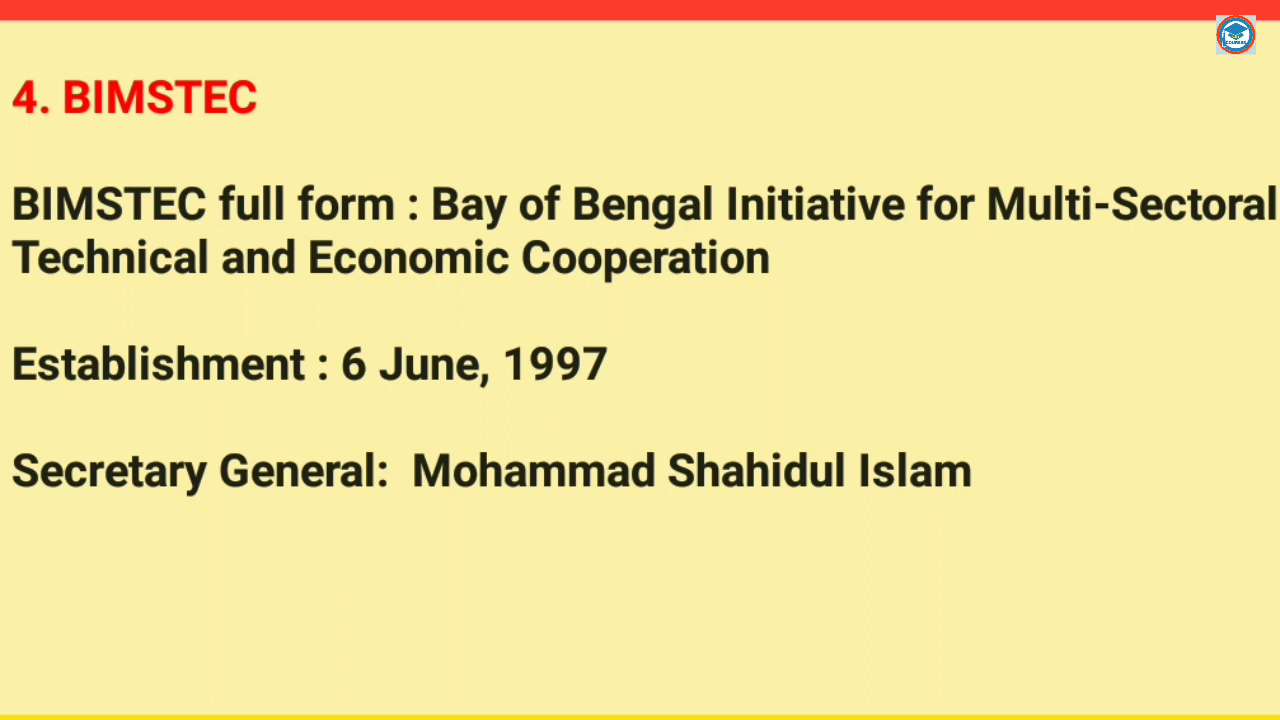 COURSES
4. BIMSTEC
BIMSTEC full form : Bay of Bengal Initiative for Multi-Sectoral
Technical and Economic Cooperation
Establishment : 6 June, 1997
Secretary General: Mohammad Shahidul Islam